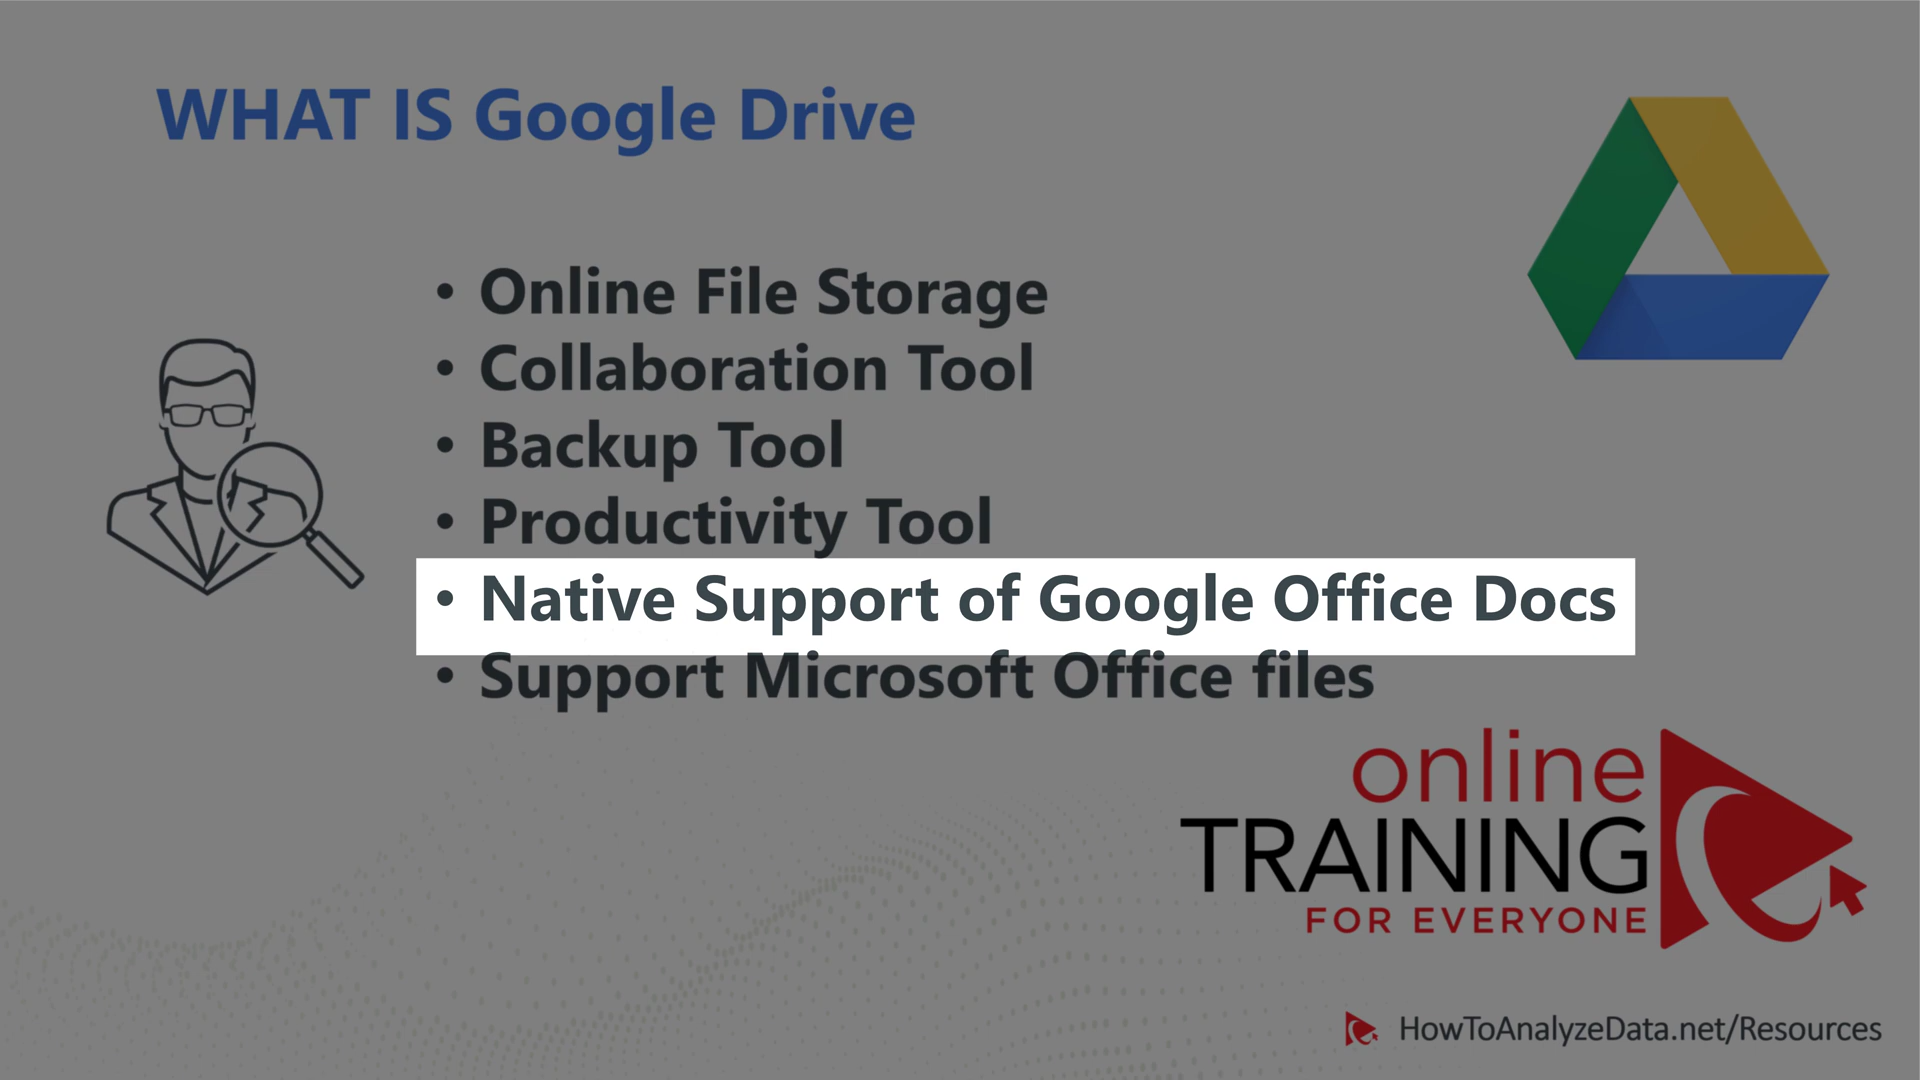 WHAT IS Google Drive
• Online File Storage
• Collaboration Tool
• Backup Tool
• Productivity Tool
• Native Support of Google Office Docs
• Support Microsoft Office files
online
TRAINING
FOR EVERYONE
HowToAnalyzeData.net/Resources